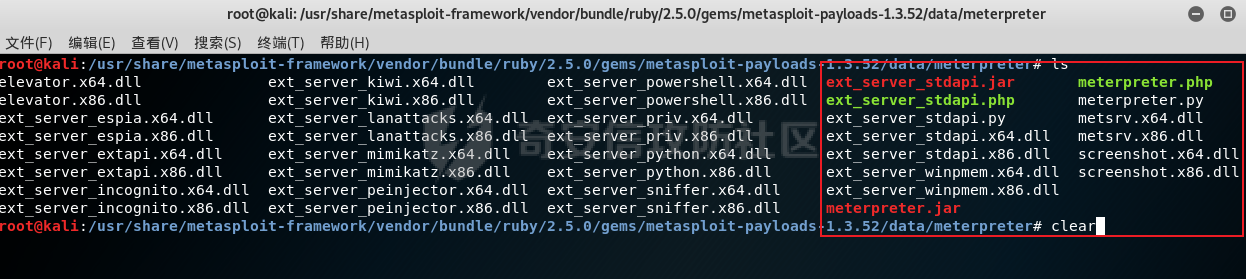 root@kali: /usr/share/metasploit-framework/vendor/bundle/ruby/2.5.0/gems/metasploit-payloads-1.3.52/data/meterpreter
文件(F) 编辑(E) 查看(V) 搜索(S) 终端(T) 帮助(H)
root@kali:/usr/share/metasploit-framework/vendor/bundle/ruby/2.5.0/gems/metasploit-payloads-1.3.52/data/meterpreter# ls
elevator.x64.dll ext_server_kiwi.x64.dll ext_server_powershell.x64.dll ext_server_stdapi.jar meterpreter.php
elevator.x86.dll ext_server_kiwi.x86.dll ext_server_powershell.x86.dll ext_server_stdapi.php meterpreter.py
ext_server_espia.x64.dll ext_server_lanattacks.x64.dll ext_server_priv.x64.dll ext_server_stdapi.py metsrv.x64.dll
ext_server_espia.x86.dll ext_server_lanattacks.x86.dll ext_server_priv.x86.dll ext_server_stdapi.x64.dll metsrv.x86.dll
ext_server_extapi.x64.dll ext_server_mimikatz.x64.dll ext_server_python.x64.dll ext_server_stdapi.x86.dll screenshot.x64.dll
ext_server_extapi.x86.dll ext_server_mimikatz.x86.dll ext_server_python.x86.dll ext_server_winpmem.x64.dll screenshot.x86.dll
ext_server_incognito.x64.dll ext_server_peinjector.x64.dll ext_server_sniffer.x64.dll ext_server_winpmem.x86.dll
ext_server_incognito.x86.dll ext_server_peinjector.x86.dll ext_server_sniffer.x86.dll meterpreter.jar
root@kali:/usr/share/metasploit-framework/vendor/bundle/ruby/2.5.0/gems/metasploit-payloads-1.3.52/data/meterpreter# clear
奇安信攻防社区